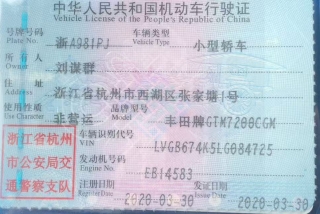 中华人民共和国机动车行驶证
Vehicle License of the People's Republic of China
号牌号码 浙A981PJ 车辆类型 小型轿车
Plate No. Vehicle Type
所有人 刘谋群
Owner
住址 浙江省杭州市西湖区张家塘1号
Address
使用性质 非营运 品牌型号 丰田牌GTM7200CGM
Use Character Model
浙江省杭州市公安局交通警察支队
车辆识别代号 LVGB674K5LG084725
VIN
发动机号码 EB14583
Engine No.
注册日期 2020-03-30 发证日期 2020-03-30
Register Date Issue Date